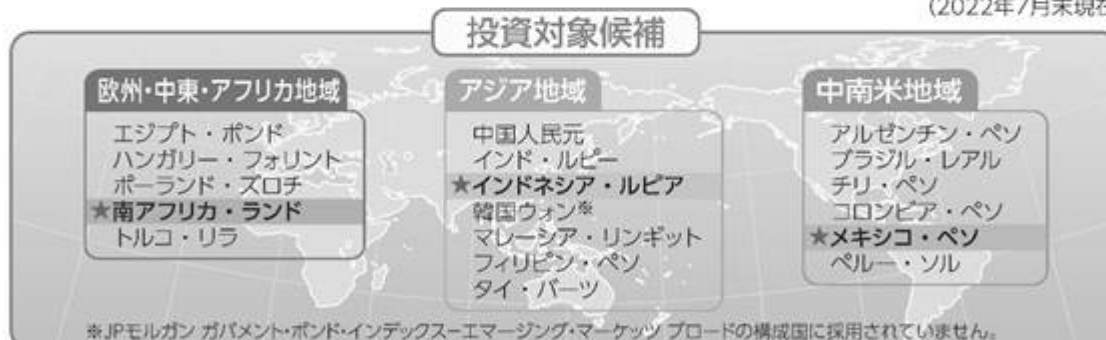 (2022年7月末現在
投資対象候補
欧州・中東・アフリカ地域
エジプト・ポンド
ハンガリー・フォリント
ポーランド・ズロチ
★南アフリカ・ランド
トルコ・リラ
アジア地域
中国人民元
インド・ルピー
★インドネシア・ルピア
韓国ウォン※
マレーシア・リンギット
フィリピン・ペソ
タイ・バーツ
中南米地域
アルゼンチン・ペソ
ブラジル・レアル
チリ・ペソ
コロンビア・ペソ
★メキシコ・ペソ
ペルー・ソル
※JPモルガン ガバメント・ボンド・インデックス−エマージング・マーケッツ ブロードの構成国に採用されていません。